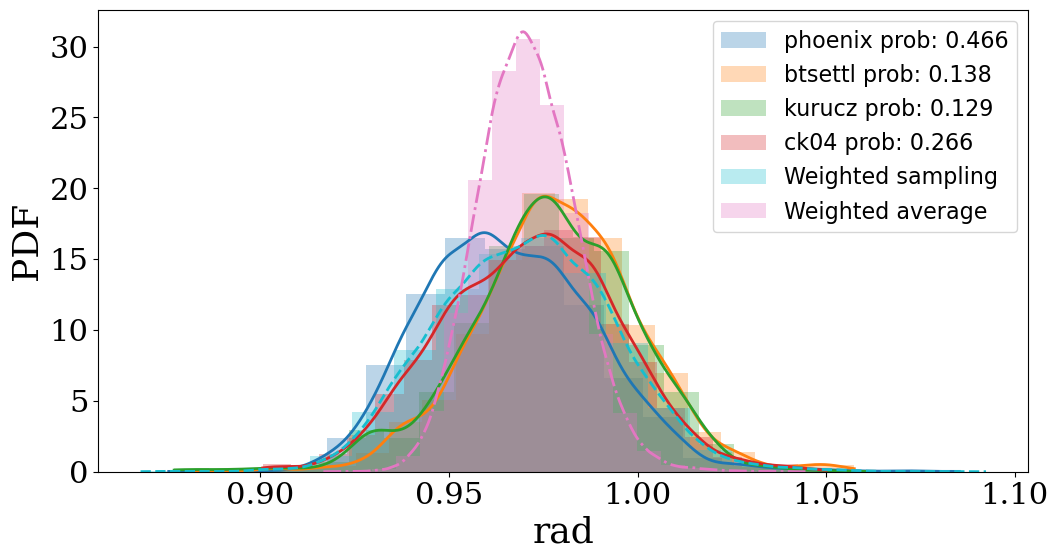 phoenix prob: 0.466
btsettl prob: 0.138
kurucz prob: 0.129
ck04 prob: 0.266
Weighted sampling
Weighted average
PDF
30
25
20
15
10
5
0
0.90 0.95 1.00 1.05 1.10
rad